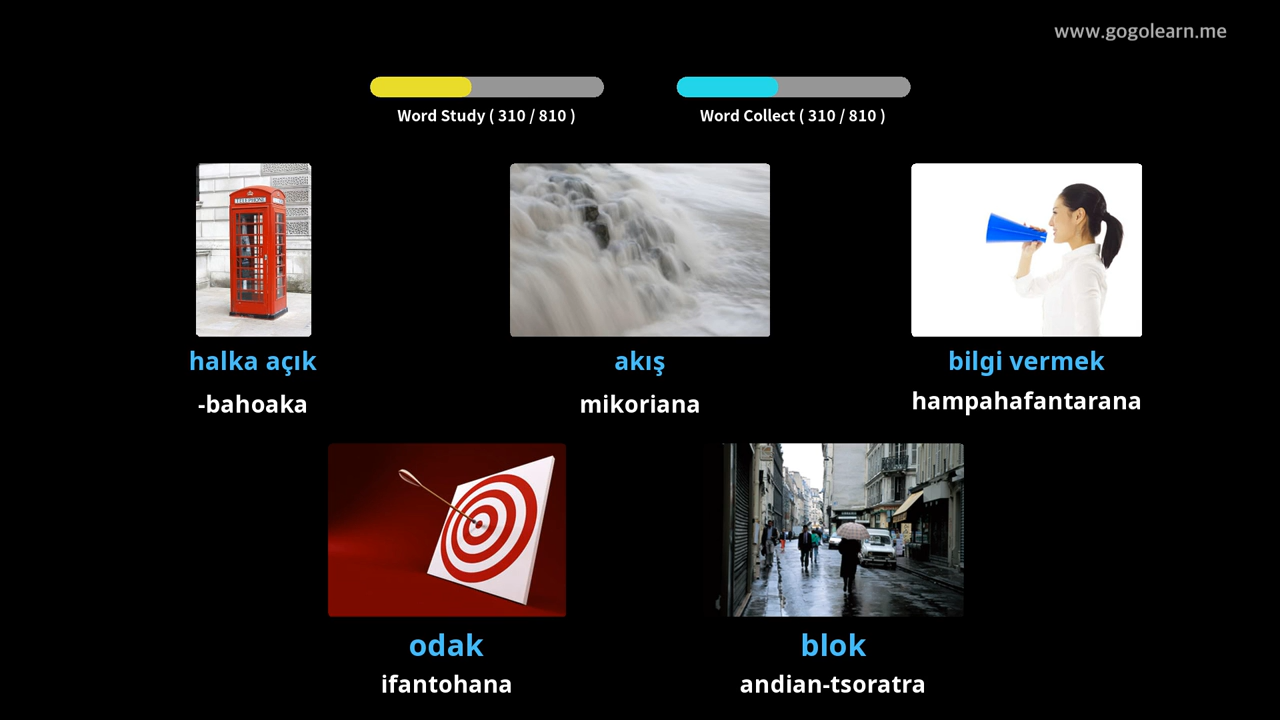 www.gogolearn.me
Word Study ( 310 / 810 )
Word Collect ( 310 / 810 )
TELEPHONE
halka açık
akış
bilgi vermek
-bahoaka
mikoriana
hampahafantarana
odak
blok
ifantohana
andian-tsoratra